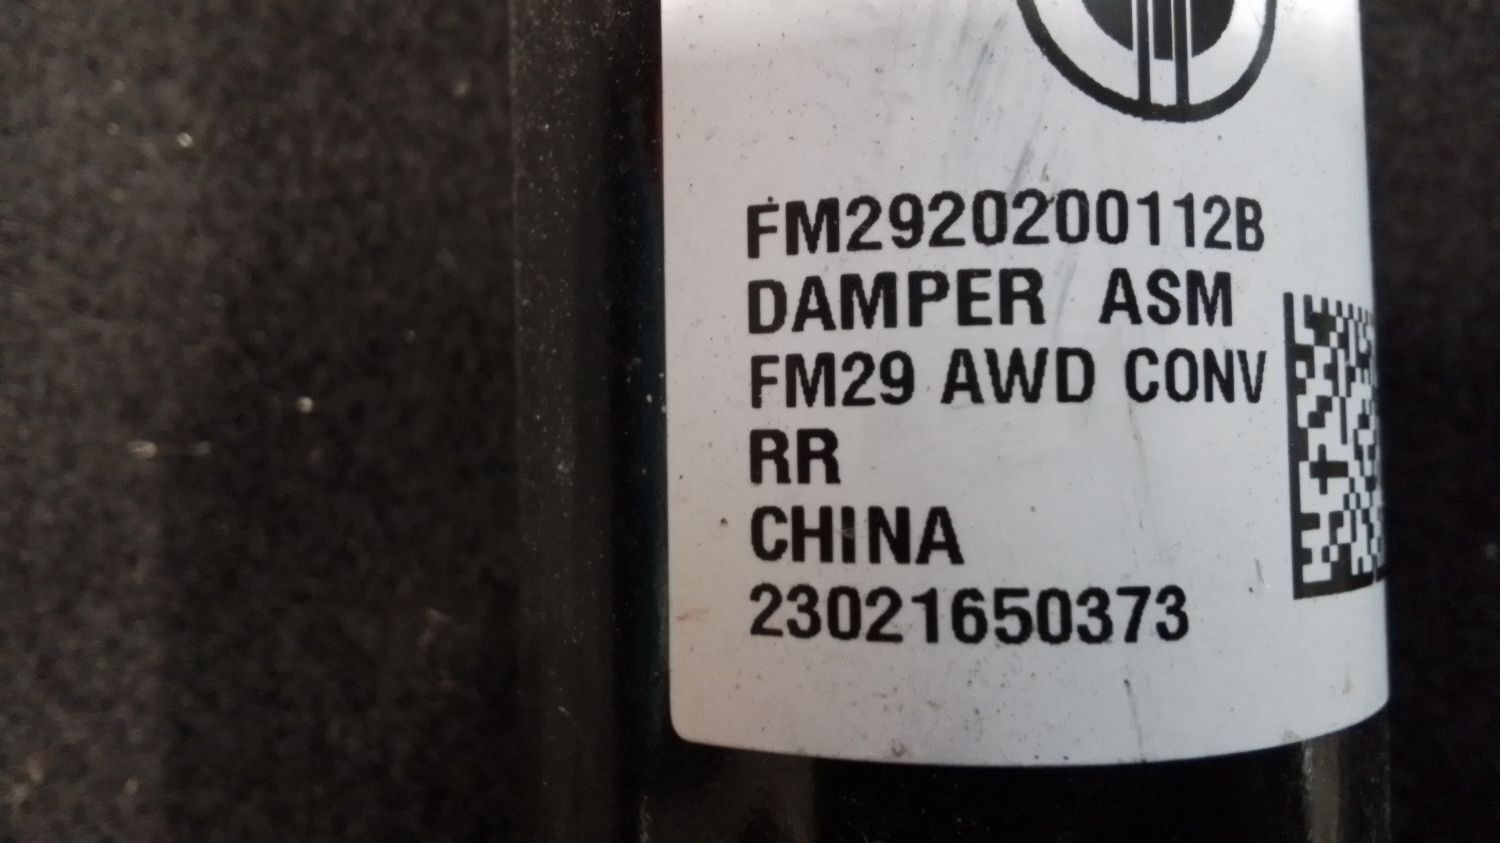 FM2920200112B
DAMPER ASM
FM29 AWD CONV
RR
CHINA
23021650373